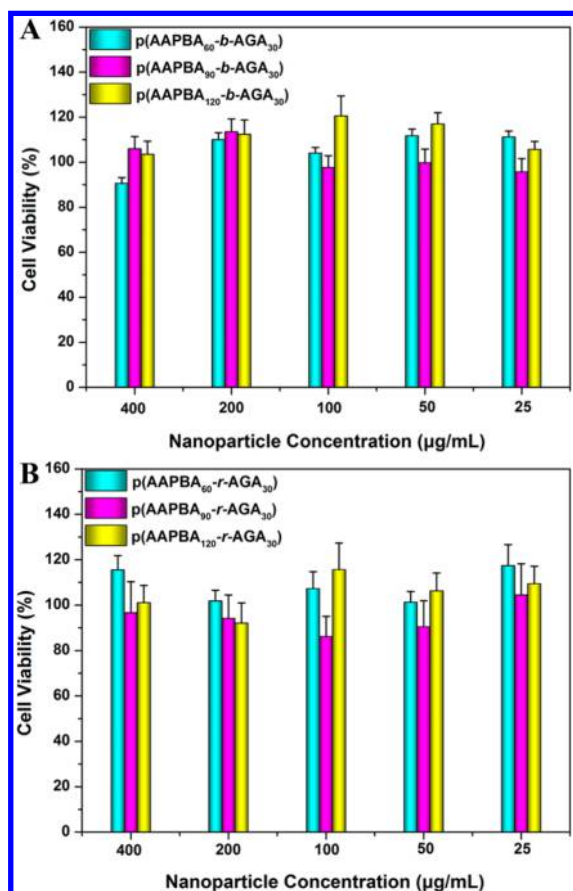 A
p(AAPBA₆₀-b-AGA₃₀)
p(AAPBA₉₀-b-AGA₃₀)
p(AAPBA₁₂₀-b-AGA₃₀)
Cell Viability (%)
160
140
120
100
80
60
40
20
0
400 200 100 50 25
Nanoparticle Concentration (µg/mL)
B
p(AAPBA₆₀-r-AGA₃₀)
p(AAPBA₉₀-r-AGA₃₀)
p(AAPBA₁₂₀-r-AGA₃₀)
Cell Viability (%)
160
140
120
100
80
60
40
20
0
400 200 100 50 25
Nanoparticle Concentration (µg/mL)